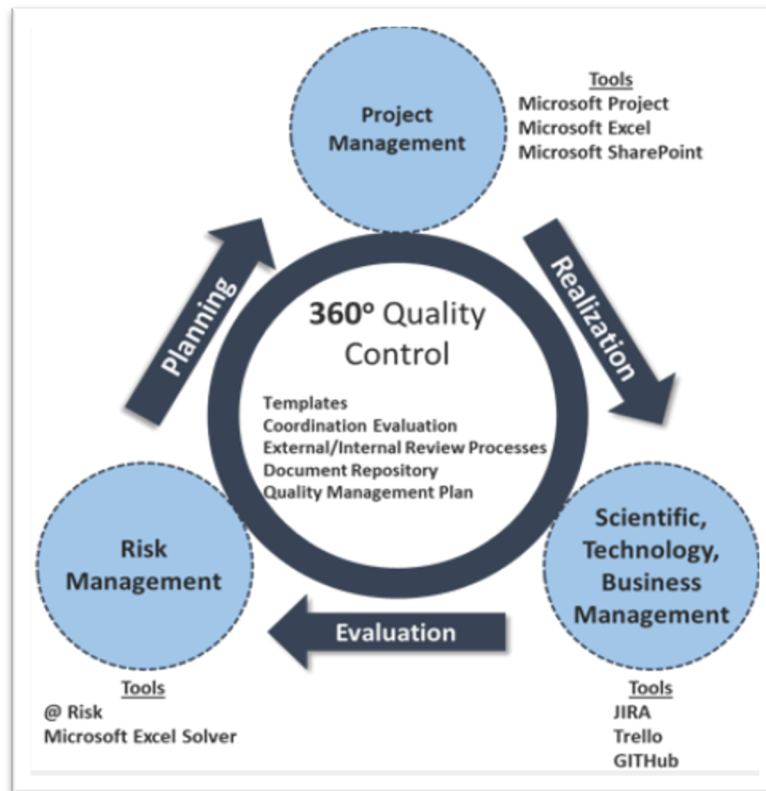 Project
Management
Tools
Microsoft Project
Microsoft Excel
Microsoft SharePoint
Planning
Realization
360° Quality
Control
Templates
Coordination Evaluation
External/Internal Review Processes
Document Repository
Quality Management Plan
Risk
Management
Scientific,
Technology,
Business
Management
Evaluation
Tools
@ Risk
Microsoft Excel Solver
Tools
JIRA
Trello
GITHub